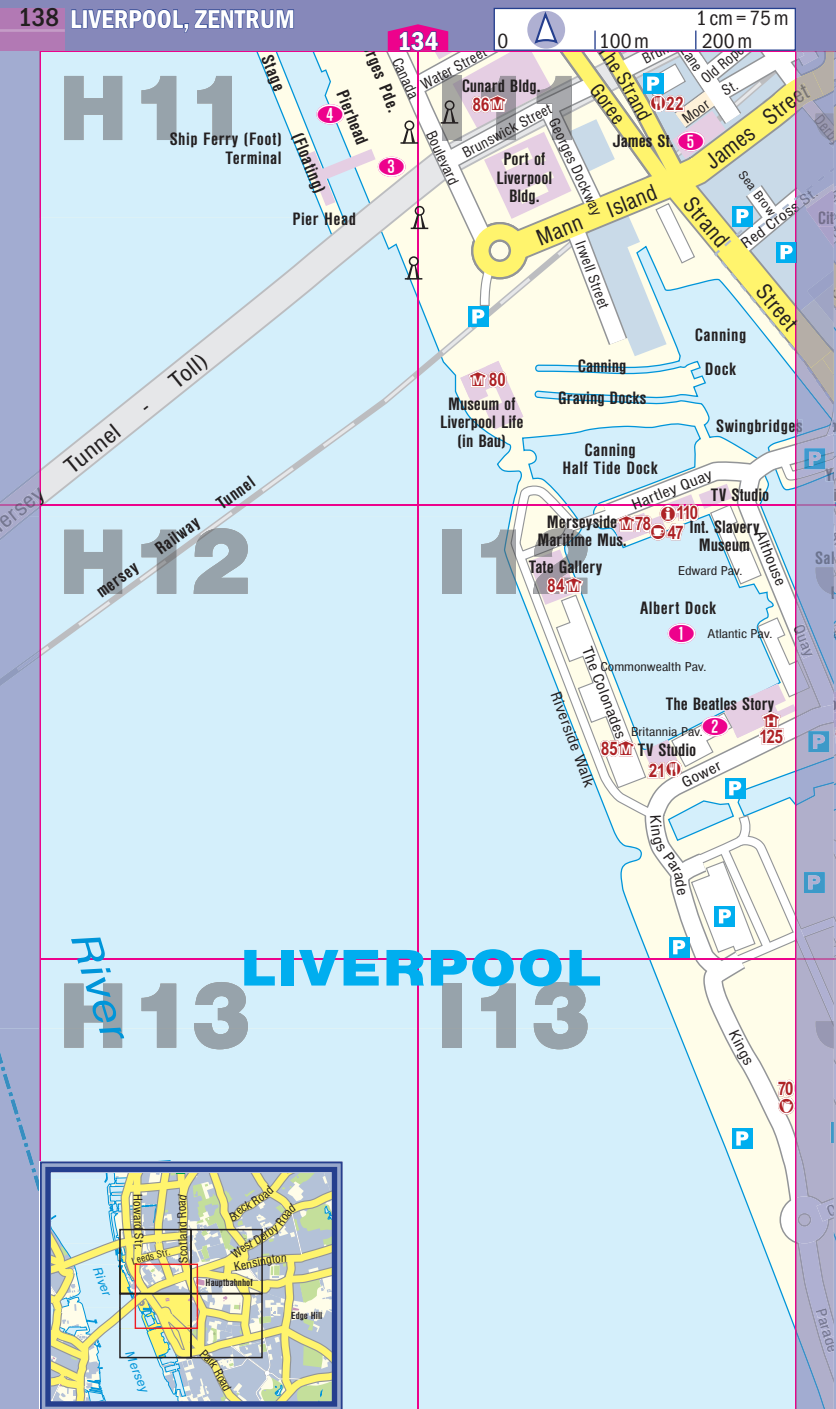 138 LIVERPOOL, ZENTRUM
134
1 cm = 75 m
0 100 m 200 m
H11
I11
Stage
(Floating)
Pierhead
4
Ship Ferry (Foot)
Terminal
3
Pier Head
Canada
Boulevard
Water Street
Cunard Bldg.
86 M
Brunswick Street
Port of
Liverpool
Bldg.
Georges Dockway
Goree
The Strand
P
22
Moor
St.
Old Rope
James St. 5
James Street
Mann Island
Strand
Street
Sea Brow
Red Cross St.
P
P
Irwell Street
P
Canning
Dock
Canning
Graving Docks
M 80
Museum of
Liverpool Life
(in Bau)
Swingbridges
Canning
Half Tide Dock
P
Hartley Quay
TV Studio
Tunnel - Toll)
mersey Railway Tunnel
H12
I12
Merseyside
Maritime Mus.
M 78
i 110
47
Int. Slavery
Museum
Tate Gallery
84 M
Edward Pav.
Althouse
Quay
Albert Dock
1
Atlantic Pav.
Commonwealth Pav.
The Colonades
The Beatles Story
Britannia Pav. 2
H
125
85 M TV Studio
21
Riverside Walk
Gower
P
P
Kings Parade
P
P
P
River
LIVERPOOL
H13
I13
Kings
70
P
Parade
Howard Str.
Scotland Road
Leeds Str.
West Derby Road
Kensington
Hauptbahnhof
Edge Hill
River
Mersey
Park Road